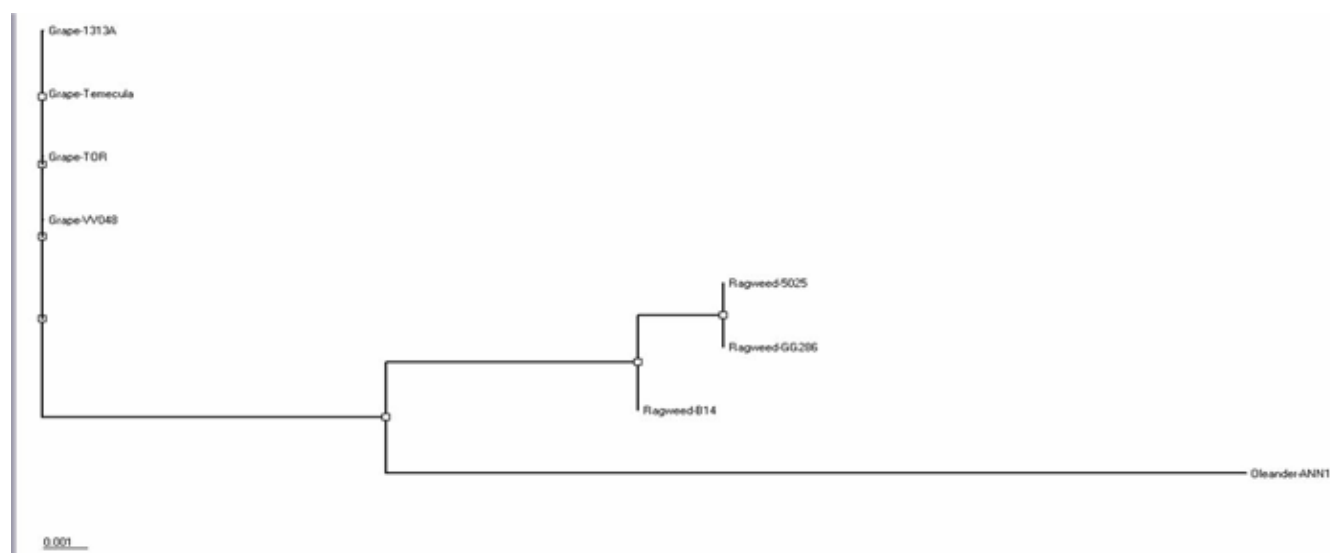 Grape-1313A
Grape-Temecula
Grape-TOR
Grape-VV048
Ragweed-5025
Ragweed-GG286
Ragweed-B14
Oleander-ANN1
0.001